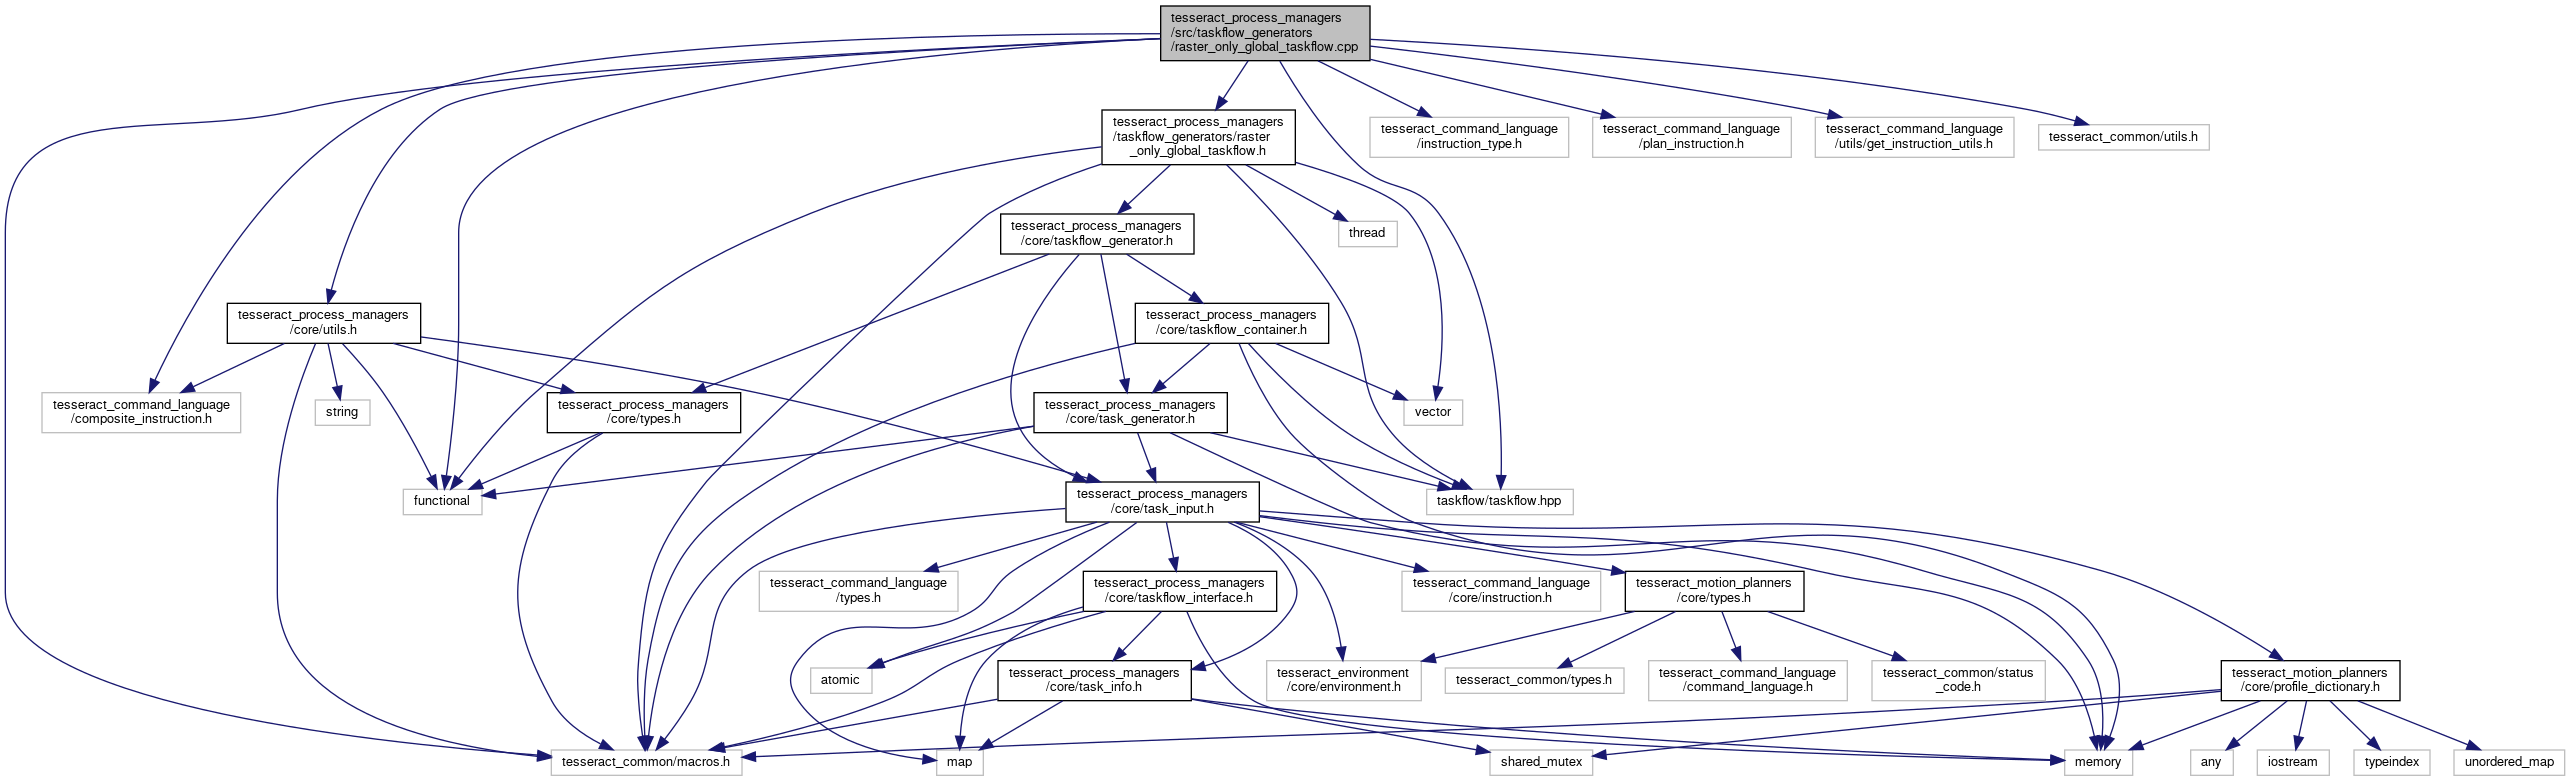 tesseract_process_managers
/src/taskflow_generators
/raster_only_global_taskflow.cpp
tesseract_process_managers
/taskflow_generators/raster
_only_global_taskflow.h
tesseract_command_language
/instruction_type.h
tesseract_command_language
/plan_instruction.h
tesseract_command_language
/utils/get_instruction_utils.h
tesseract_common/utils.h
tesseract_process_managers
/core/taskflow_generator.h
thread
tesseract_process_managers
/core/utils.h
tesseract_process_managers
/core/taskflow_container.h
tesseract_command_language
/composite_instruction.h
string
tesseract_process_managers
/core/types.h
tesseract_process_managers
/core/task_generator.h
vector
functional
tesseract_process_managers
/core/task_input.h
taskflow/taskflow.hpp
tesseract_command_language
/types.h
tesseract_process_managers
/core/taskflow_interface.h
tesseract_command_language
/core/instruction.h
tesseract_motion_planners
/core/types.h
atomic
tesseract_process_managers
/core/task_info.h
tesseract_environment
/core/environment.h
tesseract_common/types.h
tesseract_command_language
/command_language.h
tesseract_common/status
_code.h
tesseract_motion_planners
/core/profile_dictionary.h
tesseract_common/macros.h
map
shared_mutex
memory
any
iostream
typeindex
unordered_map